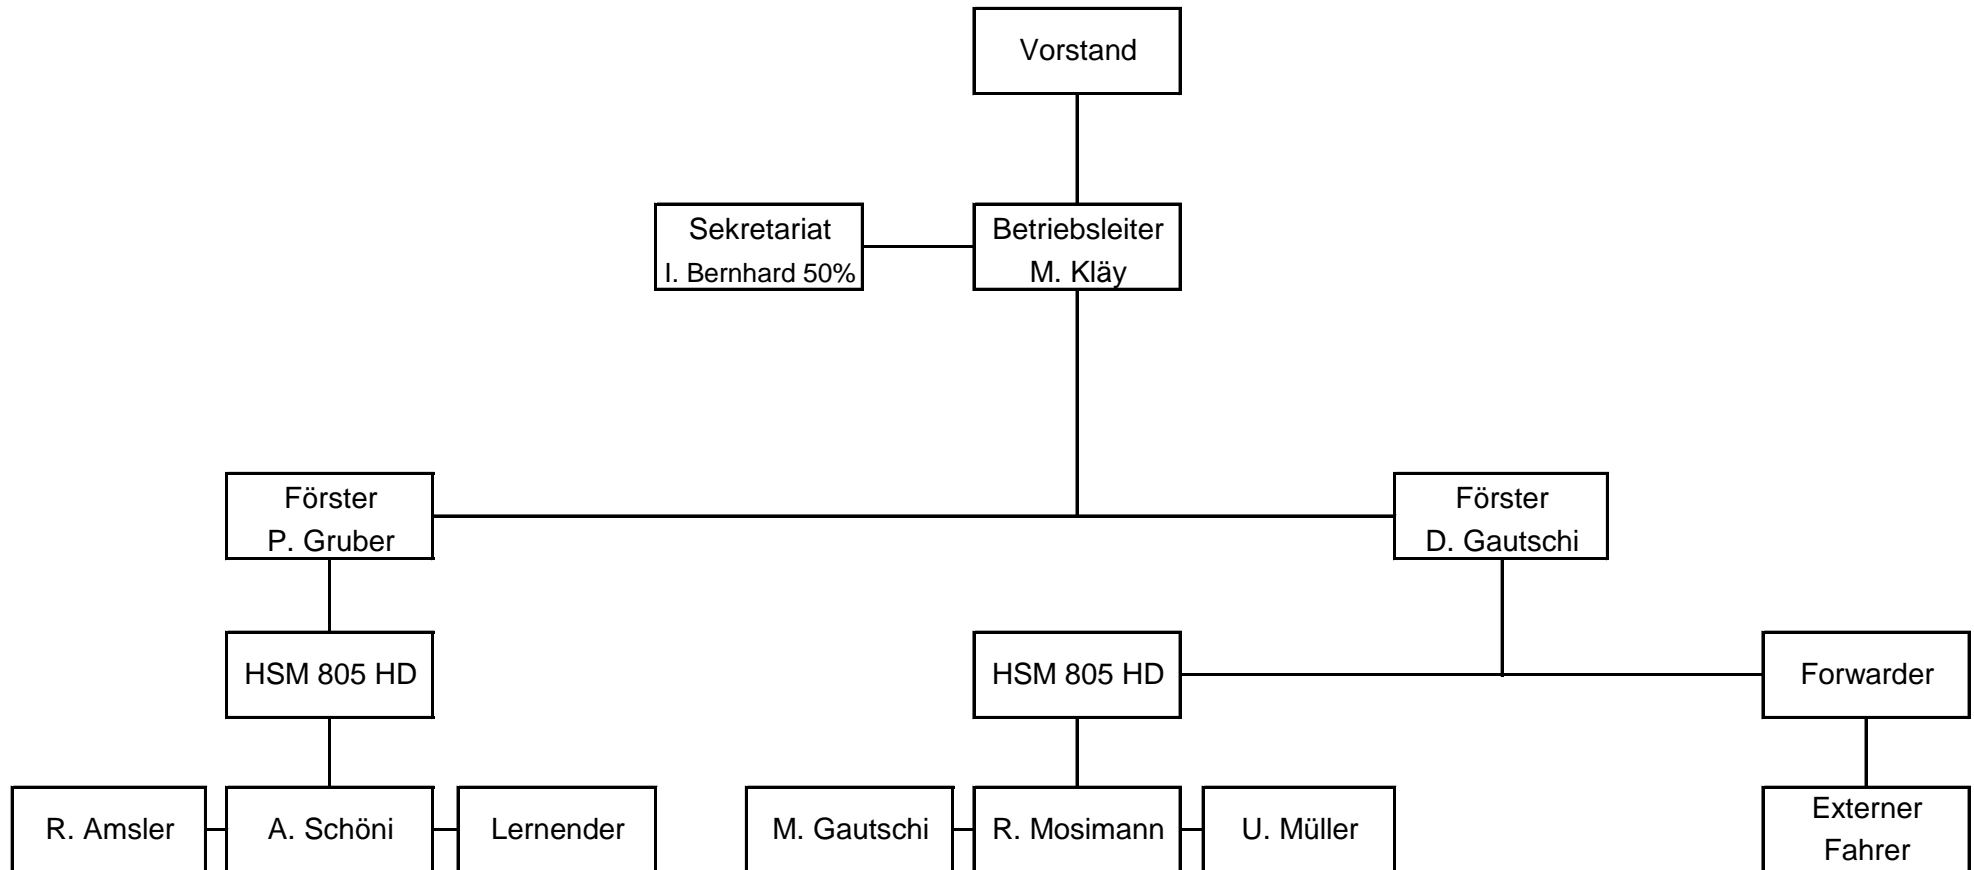 Vorstand
Sekretariat
I. Bernhard 50%
Betriebsleiter
M. Kläy
Förster
P. Gruber
Förster
D. Gautschi
HSM 805 HD
HSM 805 HD
Forwarder
R. Amsler
A. Schöni
Lernender
M. Gautschi
R. Mosimann
U. Müller
Externer
Fahrer